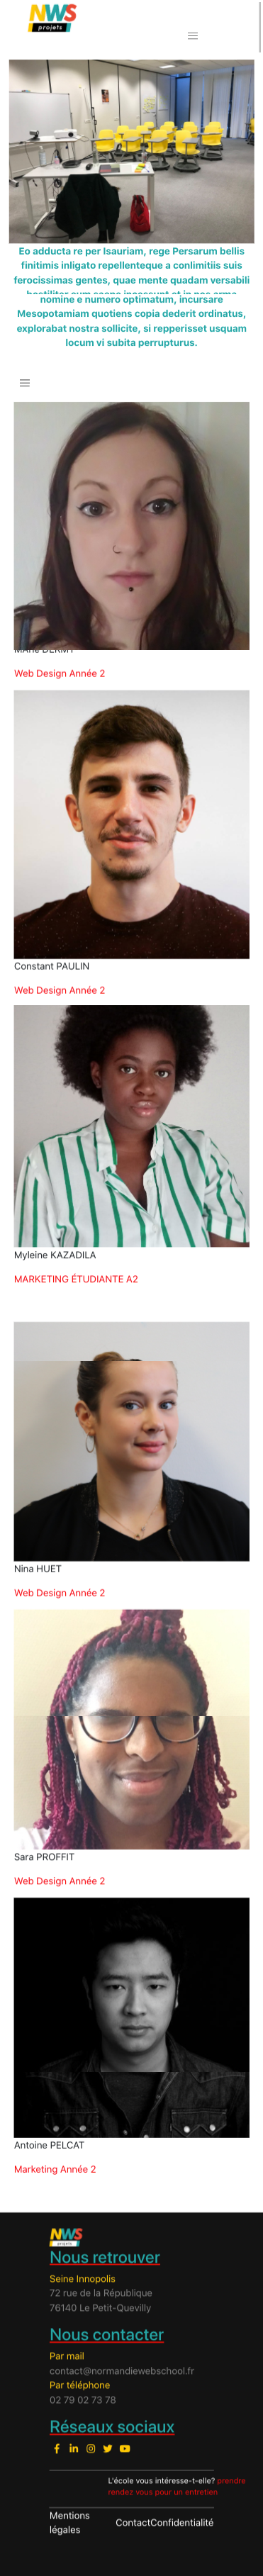 NWS
projets
Eo adducta re per Isauriam, rege Persarum bellis
finitimis inligato repellenteque a conlimitiis suis
ferocissimas gentes, quae mente quadam versabili
nomine e numero optimatum, incursare
Mesopotamiam quotiens copia dederit ordinatus,
explorabat nostra sollicite, si repperisset usquam
locum vi subita perrupturus.
Web Design Année 2
Constant PAULIN
Web Design Année 2
Myleine KAZADILA
MARKETING ÉTUDIANTE A2
Nina HUET
Web Design Année 2
Sara PROFFIT
Web Design Année 2
Antoine PELCAT
Marketing Année 2
NWS
projets
Nous retrouver
Seine Innopolis
72 rue de la République
76140 Le Petit-Quevilly
Nous contacter
Par mail
contact@normandiewebschool.fr
Par téléphone
02 79 02 73 78
Réseaux sociaux
L'école vous intéresse-t-elle? prendre
rendez vous pour un entretien
Mentions
légales
ContactConfidentialité